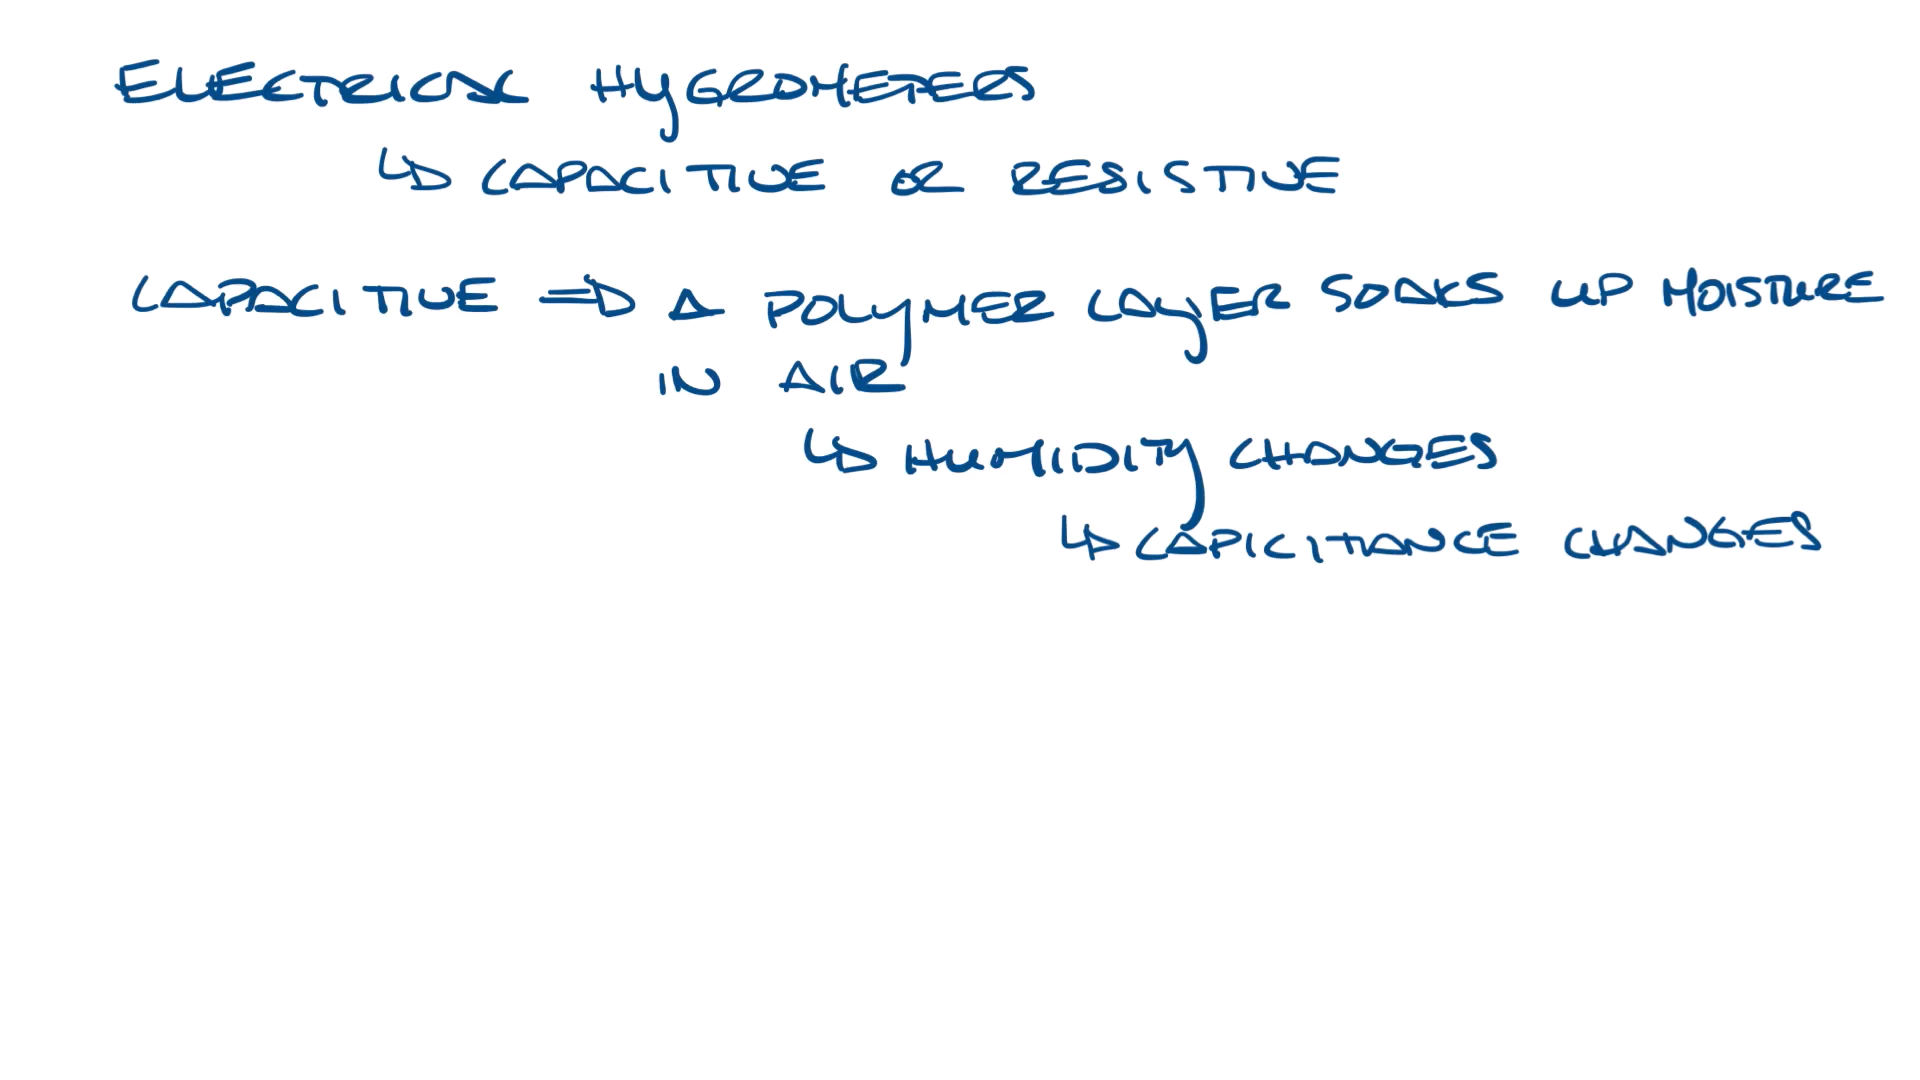 ELECTRICAL HYGROMETERS
↳ CAPACITIVE OR RESISTIVE
CAPACITIVE ⇒ A POLYMER LAYER SOAKS UP MOISTURE
IN AIR
↳ HUMIDITY CHANGES
↳ CAPICITANCE CHANGES